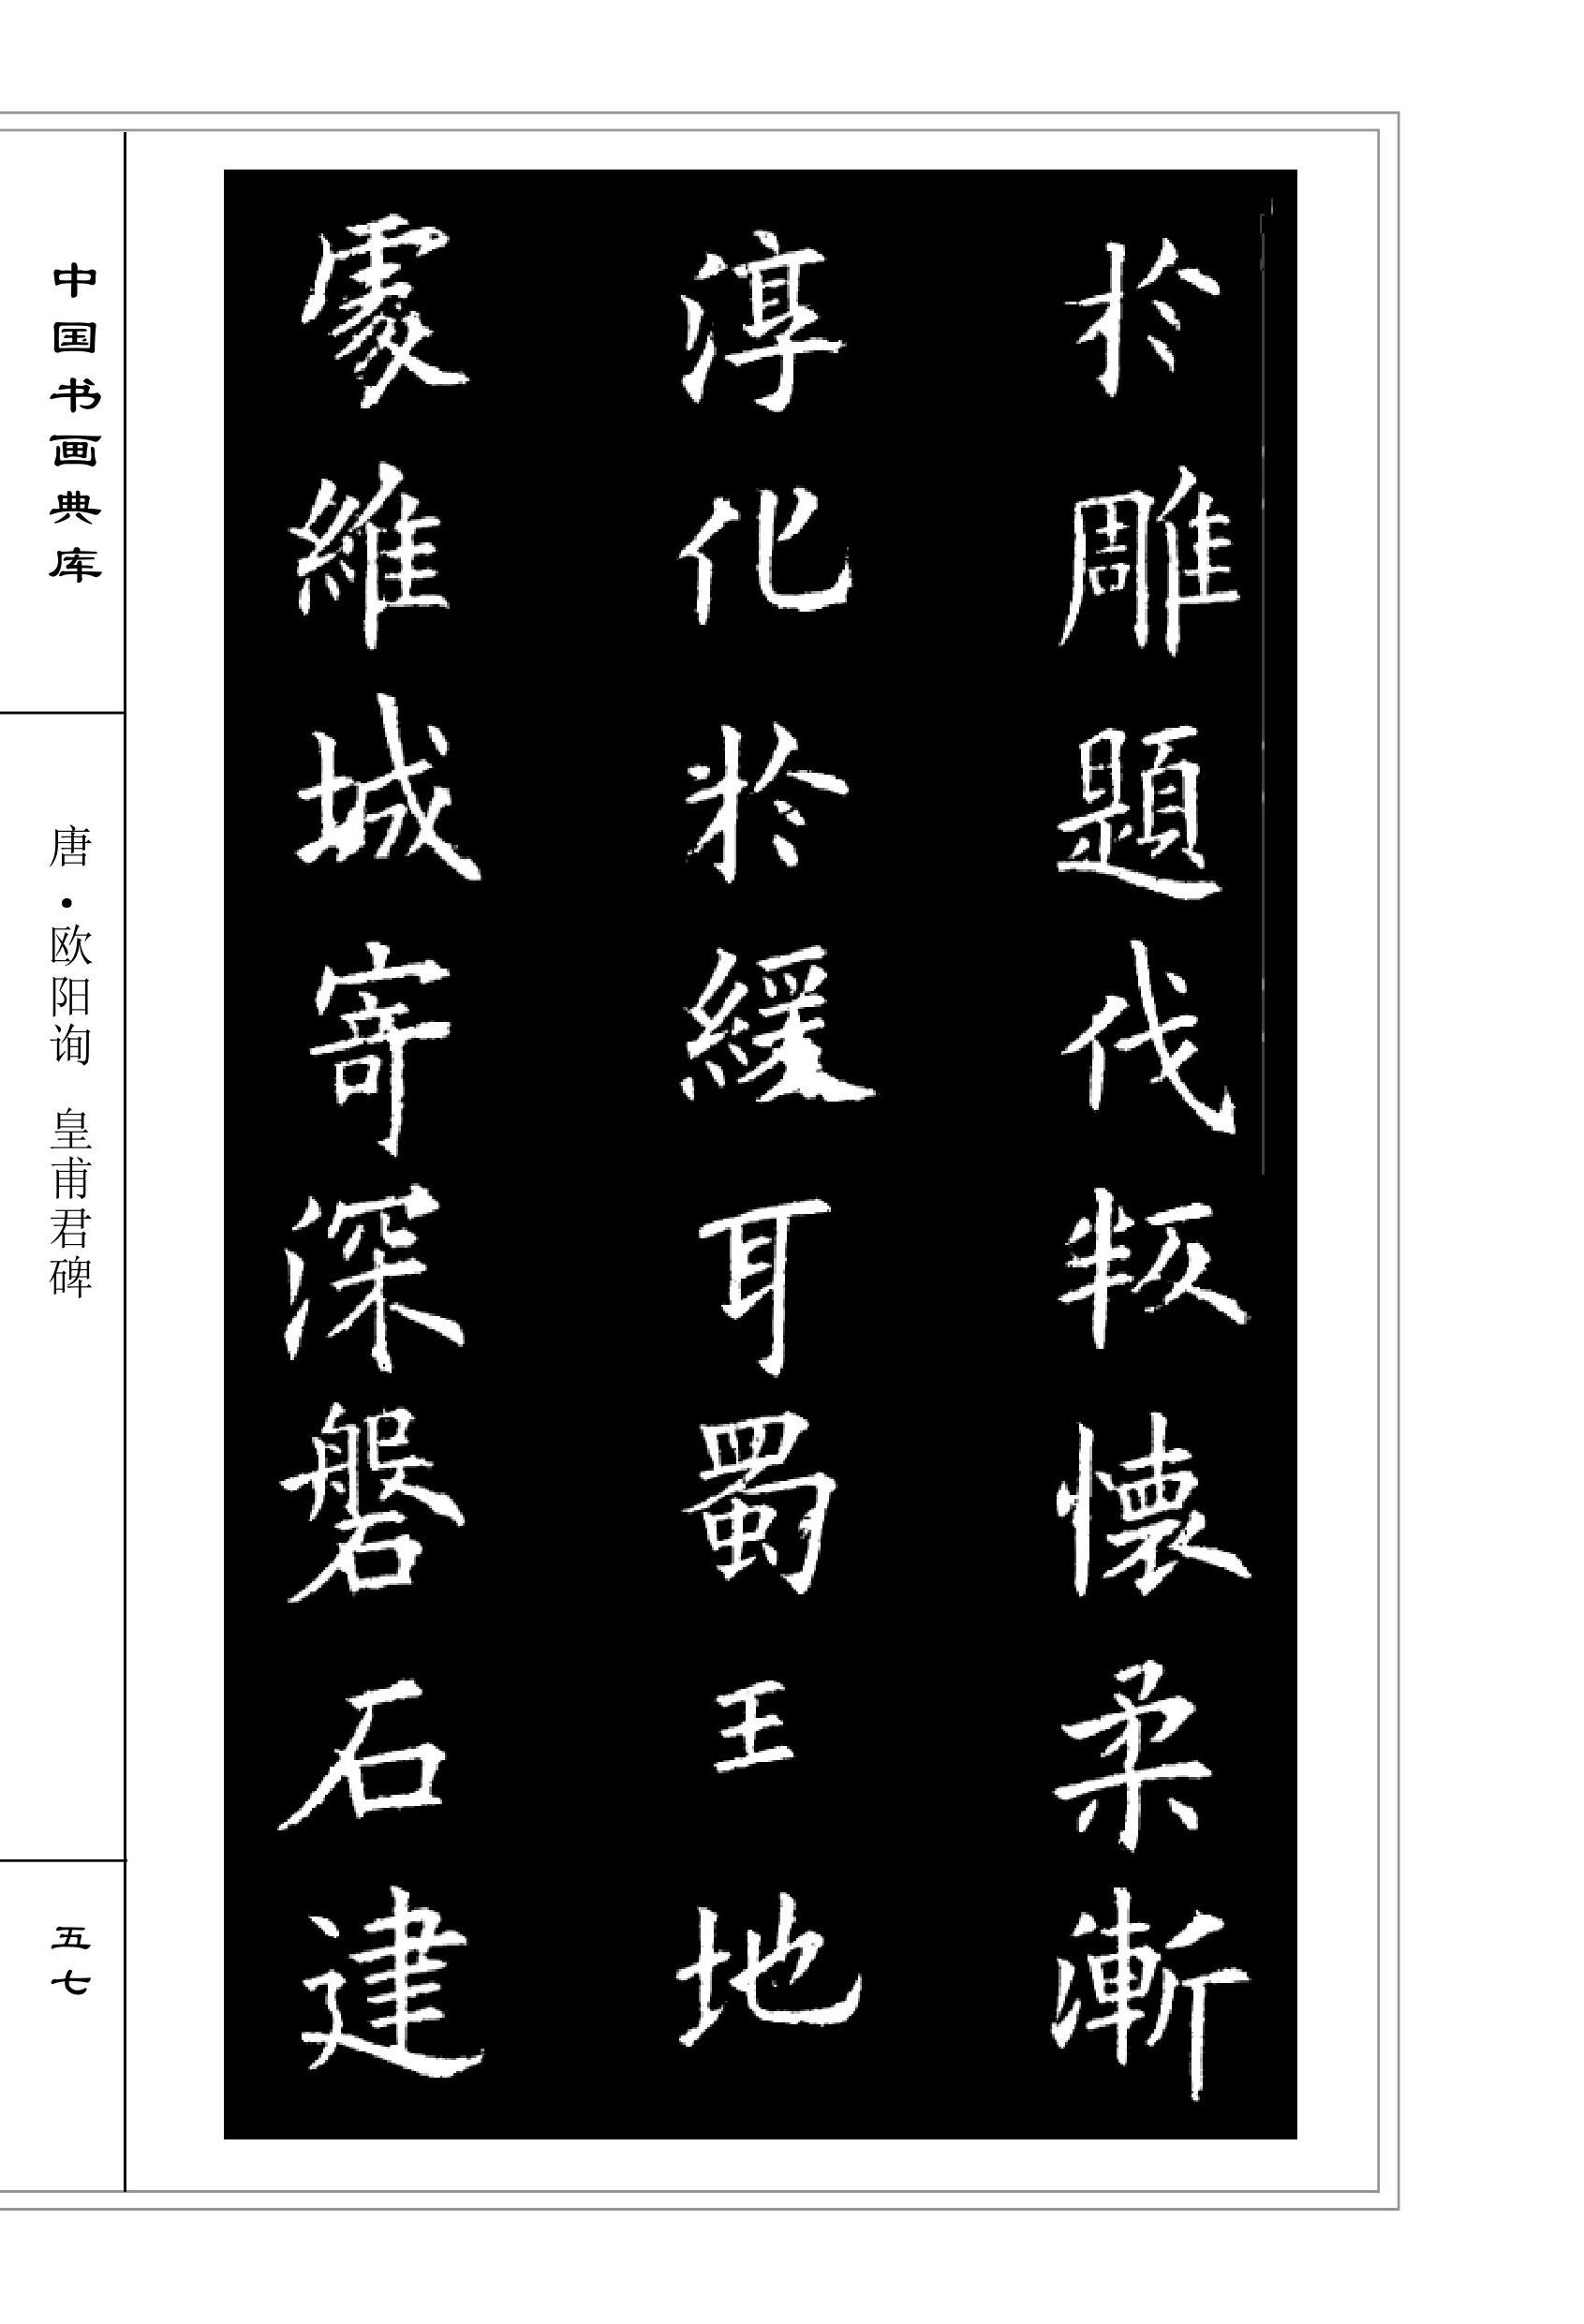 於雕題伐叛懷柔漸
淳化於緩耳蜀王地
處維城寄深磐石建
中国书画典库
唐·欧阳询 皇甫君碑
五七